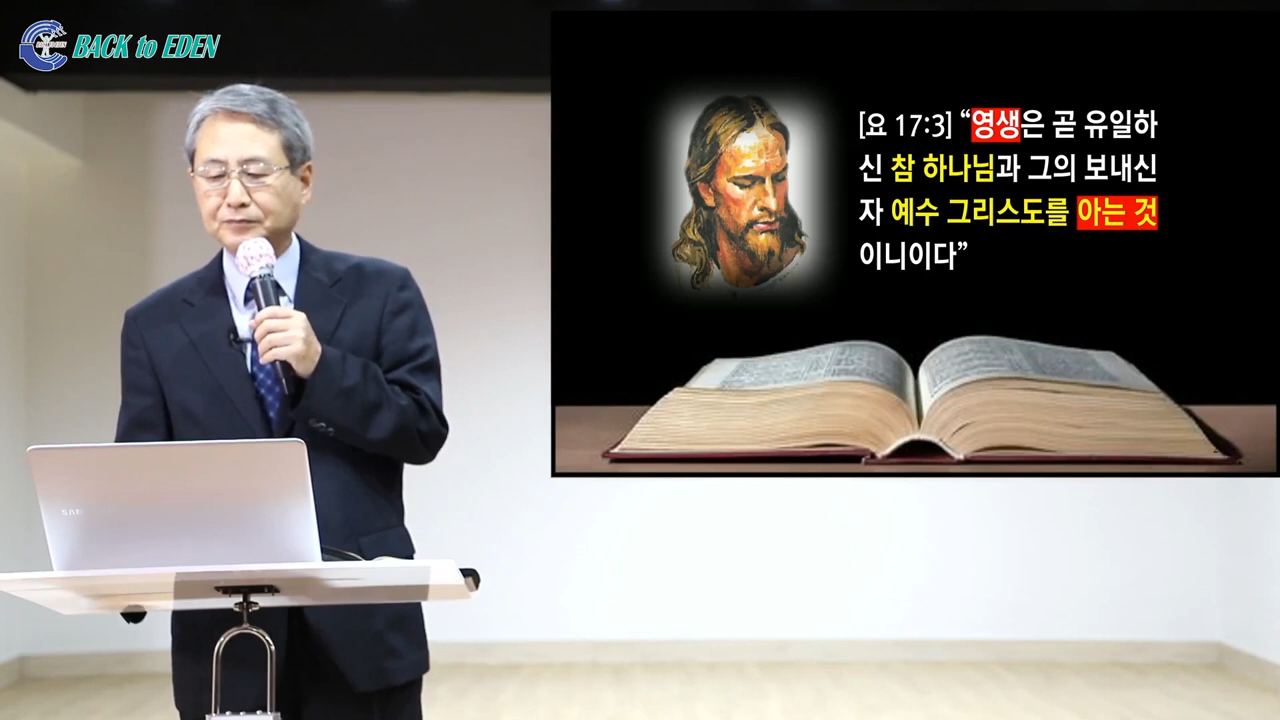 BACK to EDEN
[요 17:3] “영생은 곧 유일하
신 참 하나님과 그의 보내신
자 예수 그리스도를 아는 것
이니이다”